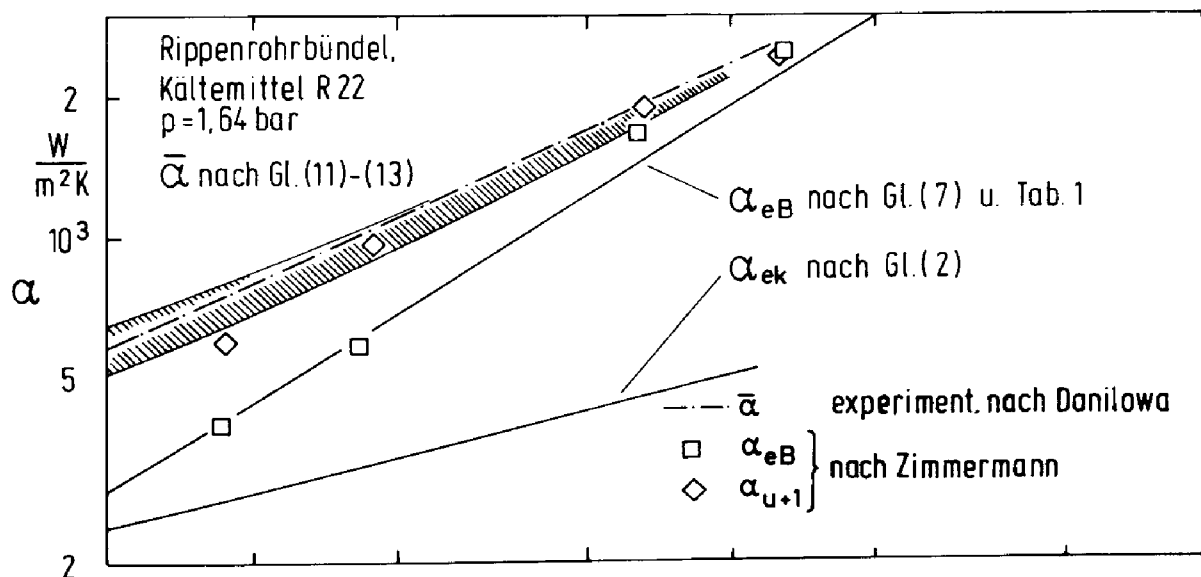 Rippenrohrbündel,
Kältemittel R 22
p = 1,64 bar
ᾱ nach Gl. (11)-(13)
2
W
m²K
10³
α
5
2
α_eB nach Gl. (7) u. Tab. 1
α_ek nach Gl. (2)
ᾱ experiment. nach Danilowa
α_eB
α_u+1
} nach Zimmermann